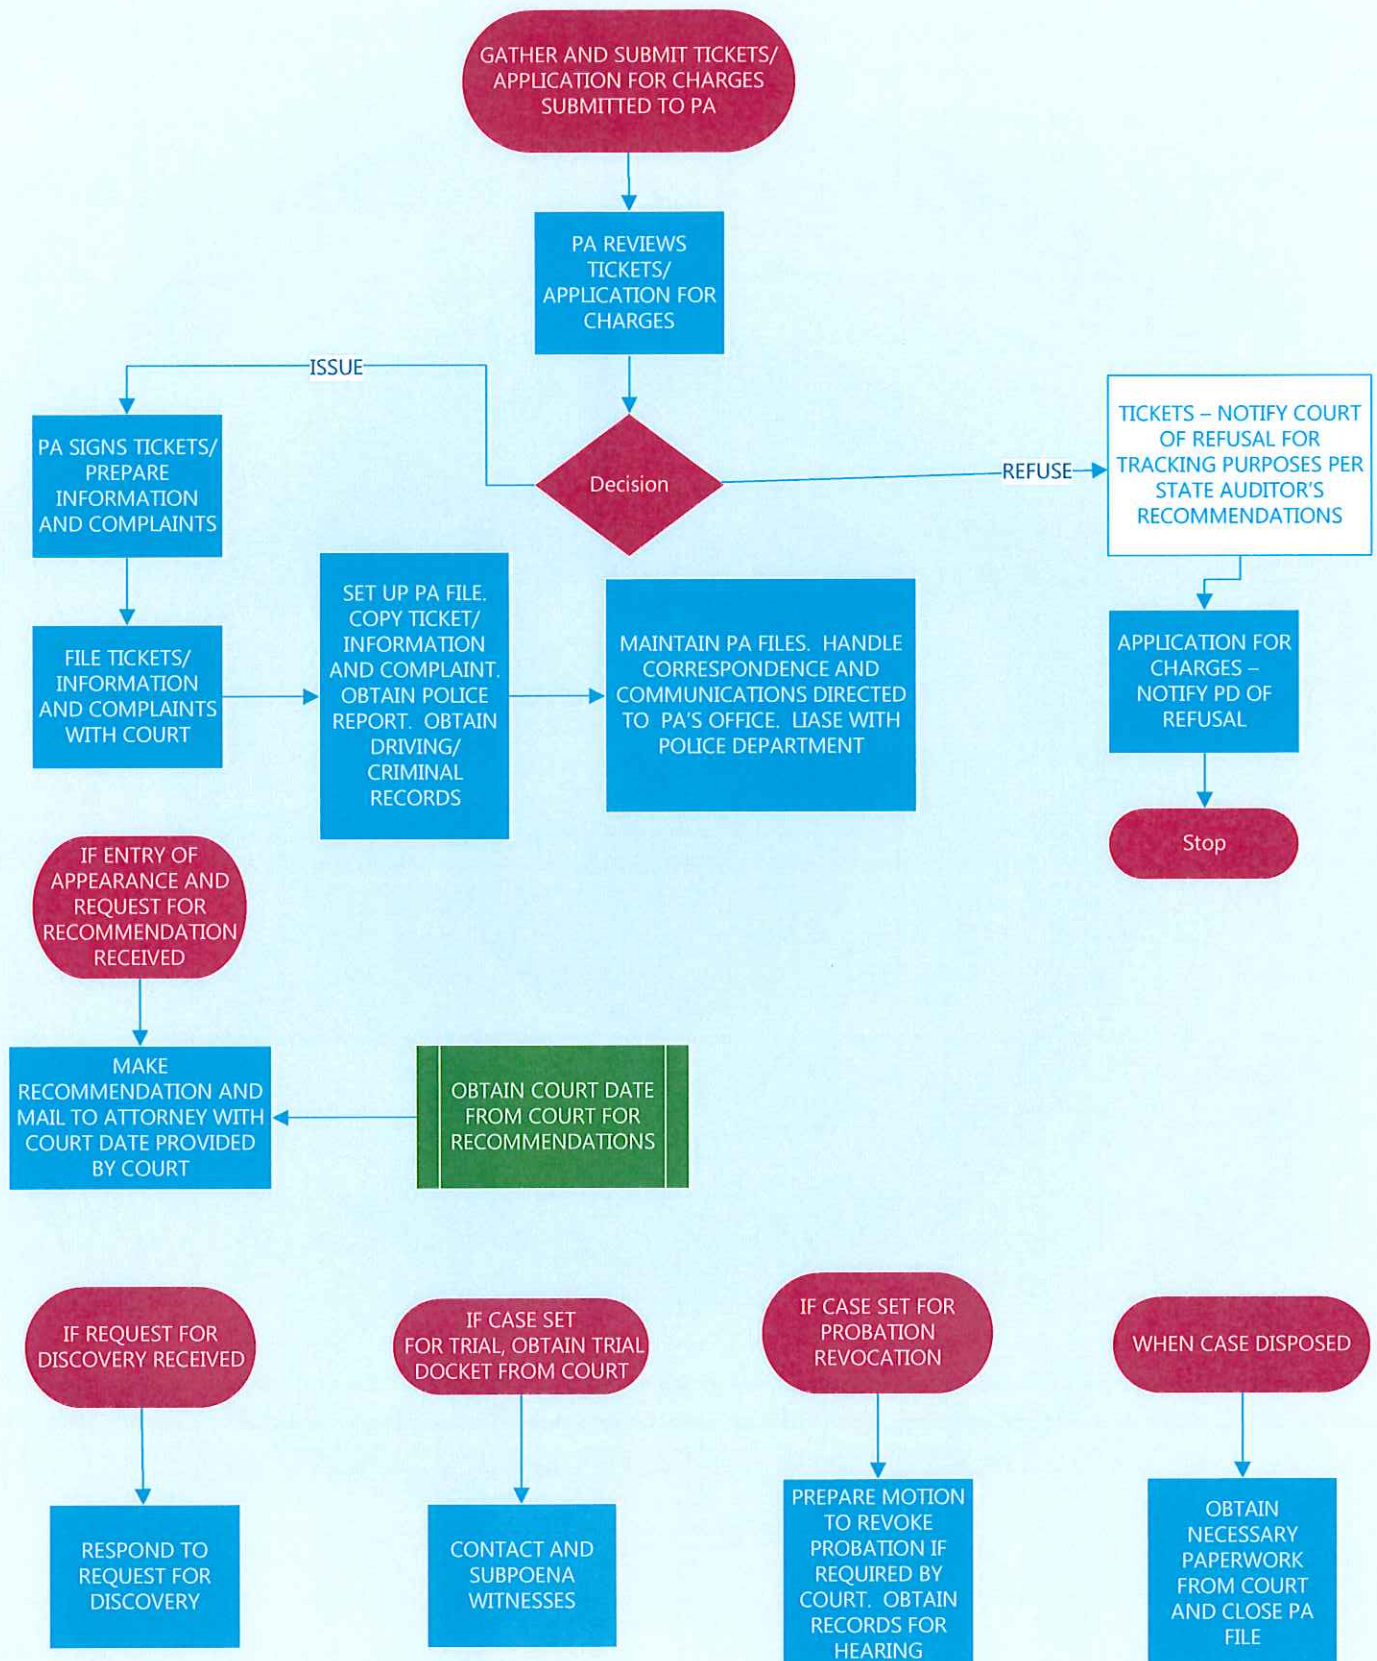 GATHER AND SUBMIT TICKETS/
APPLICATION FOR CHARGES
SUBMITTED TO PA
PA REVIEWS
TICKETS/
APPLICATION FOR
CHARGES
ISSUE
Decision
REFUSE
PA SIGNS TICKETS/
PREPARE
INFORMATION
AND COMPLAINTS
TICKETS – NOTIFY COURT
OF REFUSAL FOR
TRACKING PURPOSES PER
STATE AUDITOR'S
RECOMMENDATIONS
FILE TICKETS/
INFORMATION
AND COMPLAINTS
WITH COURT
SET UP PA FILE.
COPY TICKET/
INFORMATION
AND COMPLAINT.
OBTAIN POLICE
REPORT. OBTAIN
DRIVING/
CRIMINAL
RECORDS
MAINTAIN PA FILES. HANDLE
CORRESPONDENCE AND
COMMUNICATIONS DIRECTED
TO PA'S OFFICE. LIASE WITH
POLICE DEPARTMENT
APPLICATION FOR
CHARGES –
NOTIFY PD OF
REFUSAL
Stop
IF ENTRY OF
APPEARANCE AND
REQUEST FOR
RECOMMENDATION
RECEIVED
MAKE
RECOMMENDATION AND
MAIL TO ATTORNEY WITH
COURT DATE PROVIDED
BY COURT
OBTAIN COURT DATE
FROM COURT FOR
RECOMMENDATIONS
IF REQUEST FOR
DISCOVERY RECEIVED
IF CASE SET
FOR TRIAL, OBTAIN TRIAL
DOCKET FROM COURT
IF CASE SET FOR
PROBATION
REVOCATION
WHEN CASE DISPOSED
RESPOND TO
REQUEST FOR
DISCOVERY
CONTACT AND
SUBPOENA
WITNESSES
PREPARE MOTION
TO REVOKE
PROBATION IF
REQUIRED BY
COURT. OBTAIN
RECORDS FOR
HEARING
OBTAIN
NECESSARY
PAPERWORK
FROM COURT
AND CLOSE PA
FILE